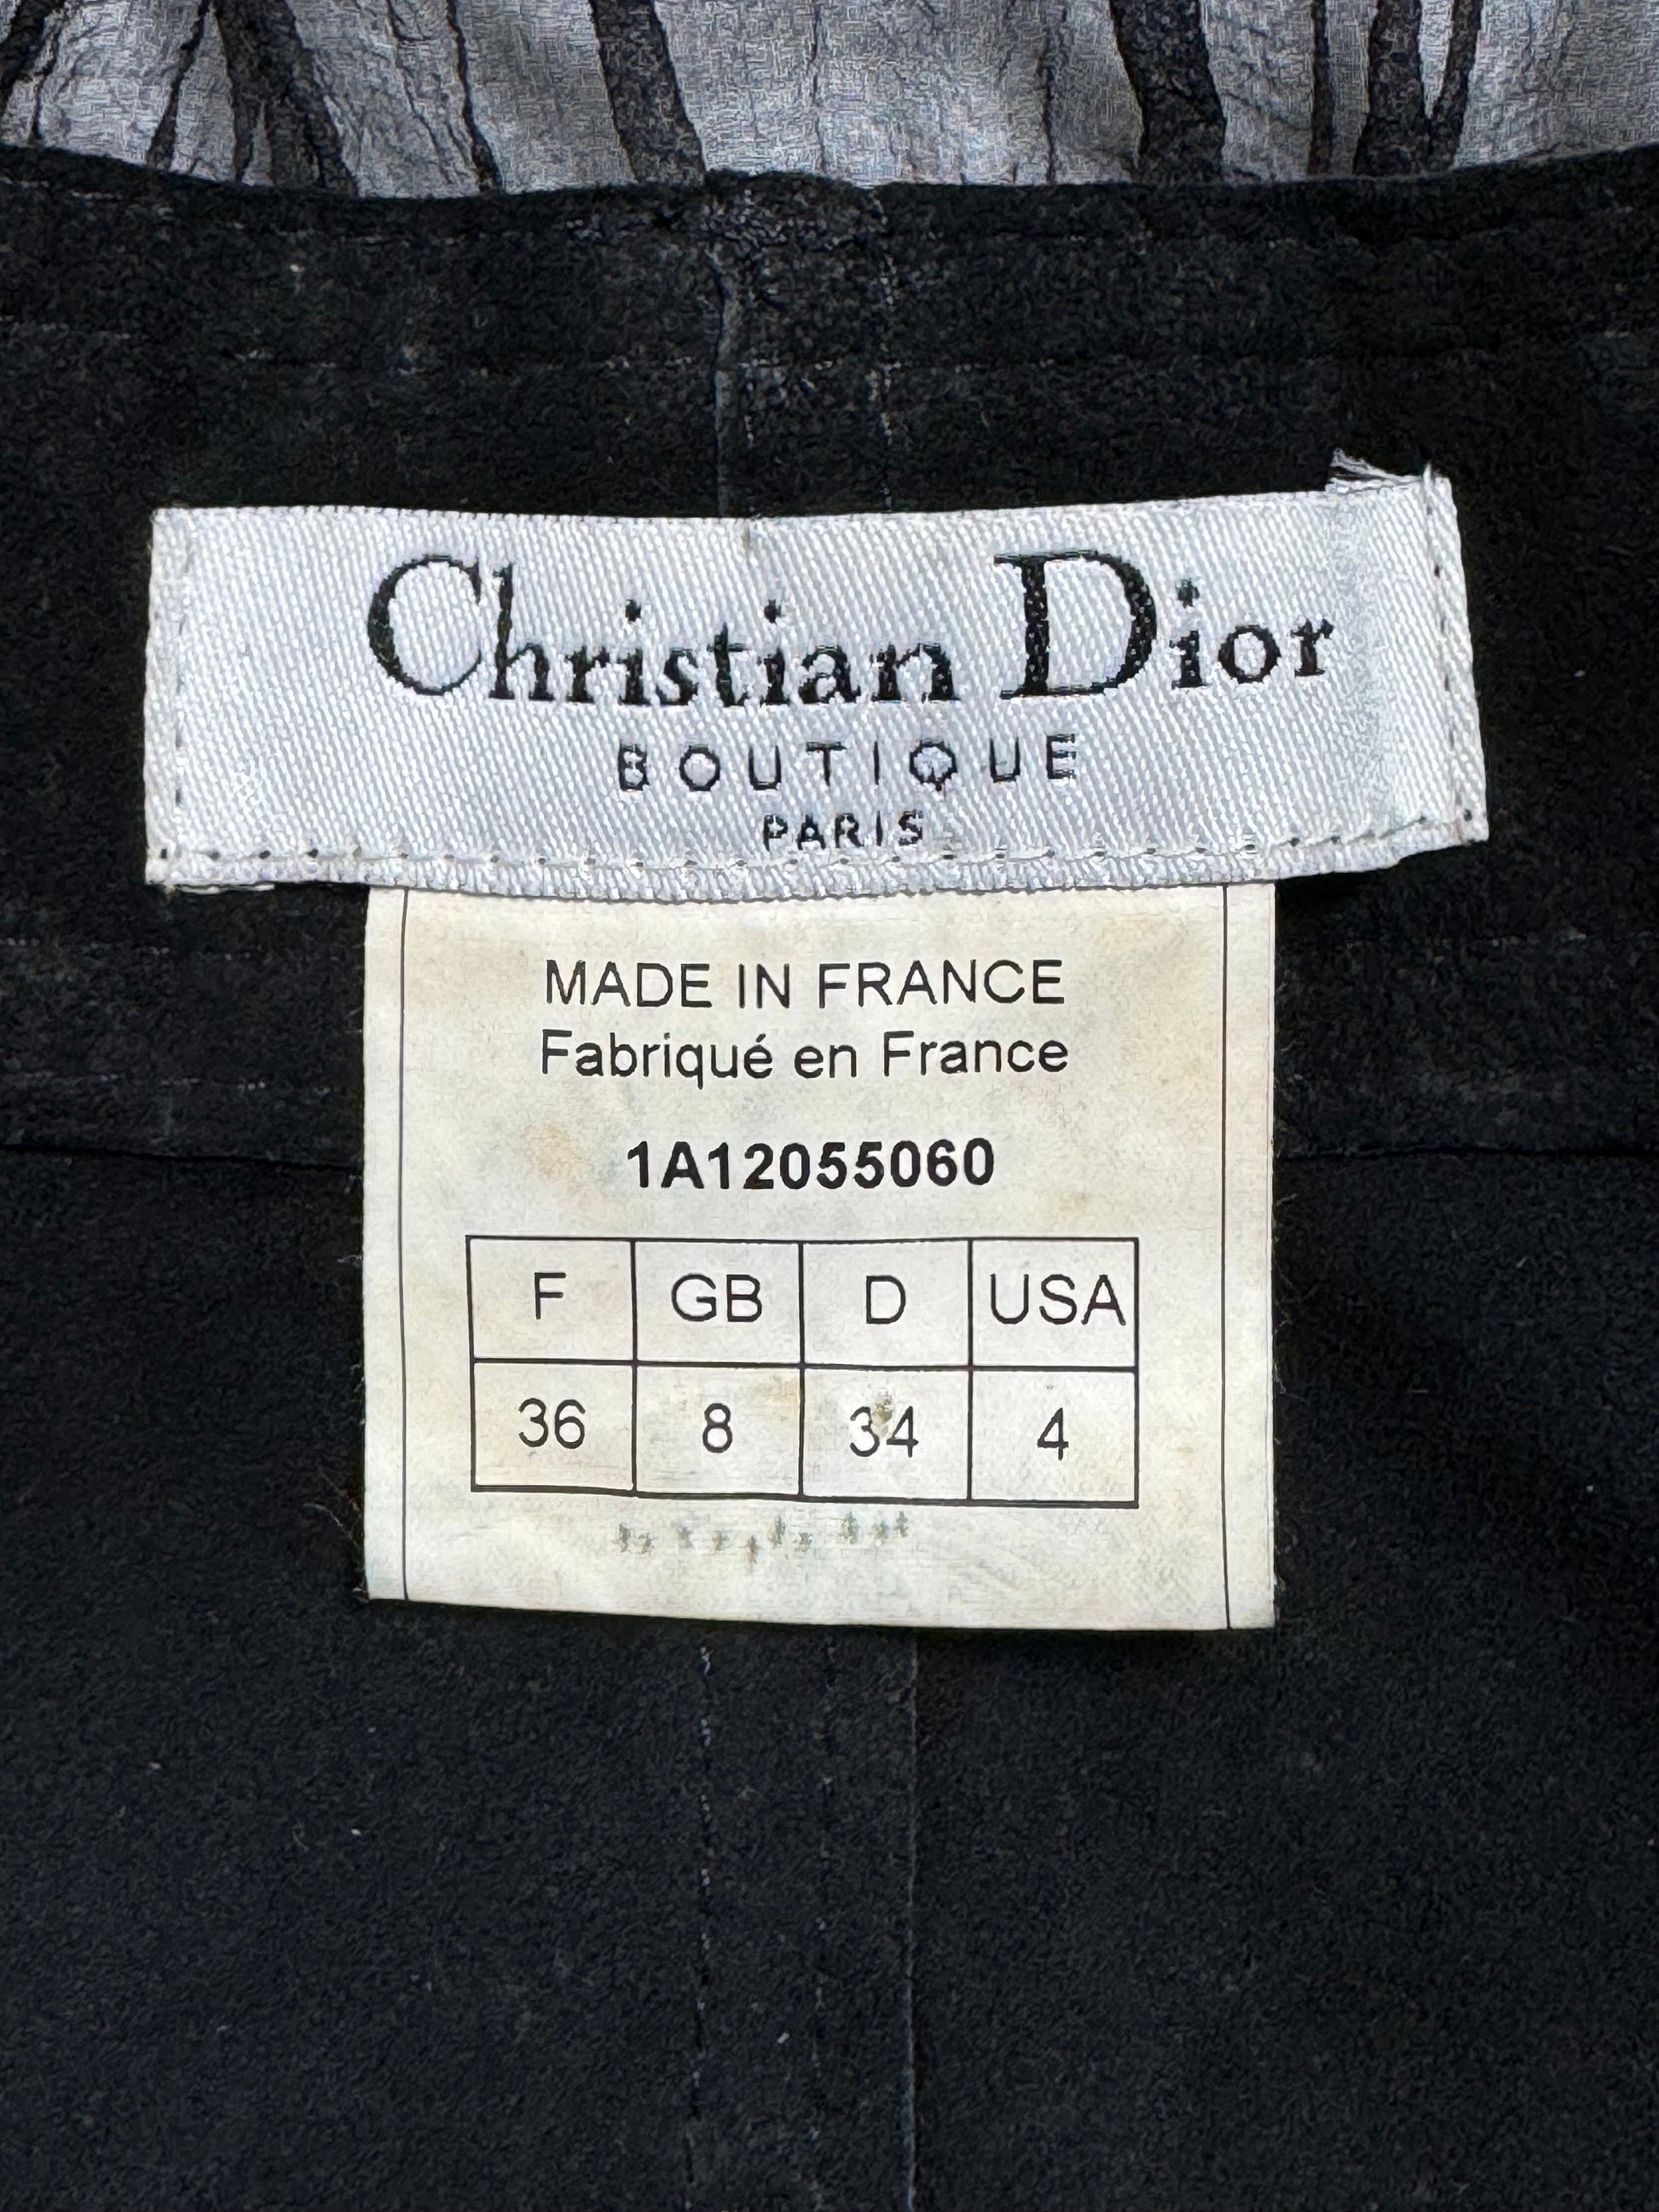 Christian Dior
BOUTIQUE
PARIS
MADE IN FRANCE
Fabriqué en France
1A12055060
F GB D USA
36 8 34 4